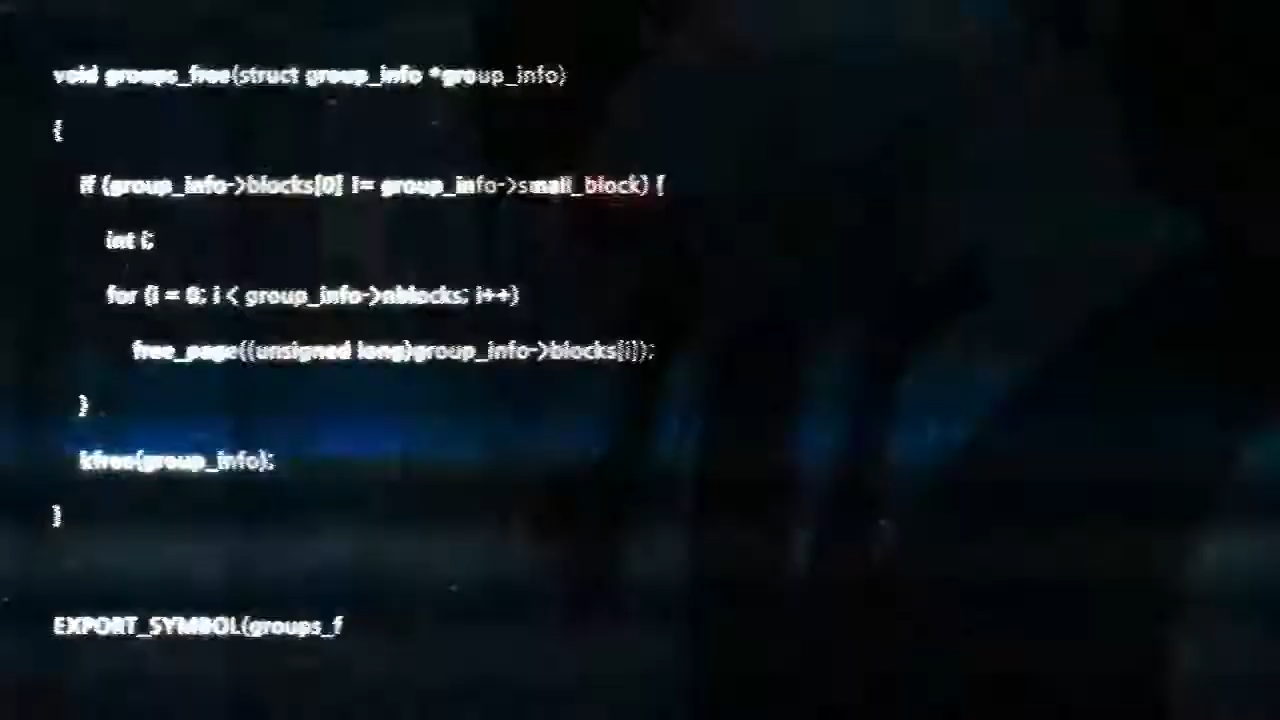 void groups_free(struct group_info *group_info)
{
if (group_info->blocks[0] != group_info->small_block) {
int i;
for (i = 0; i < group_info->nblocks; i++)
free_page((unsigned long)group_info->blocks[i]);
}
kfree(group_info);
}
EXPORT_SYMBOL(groups_f